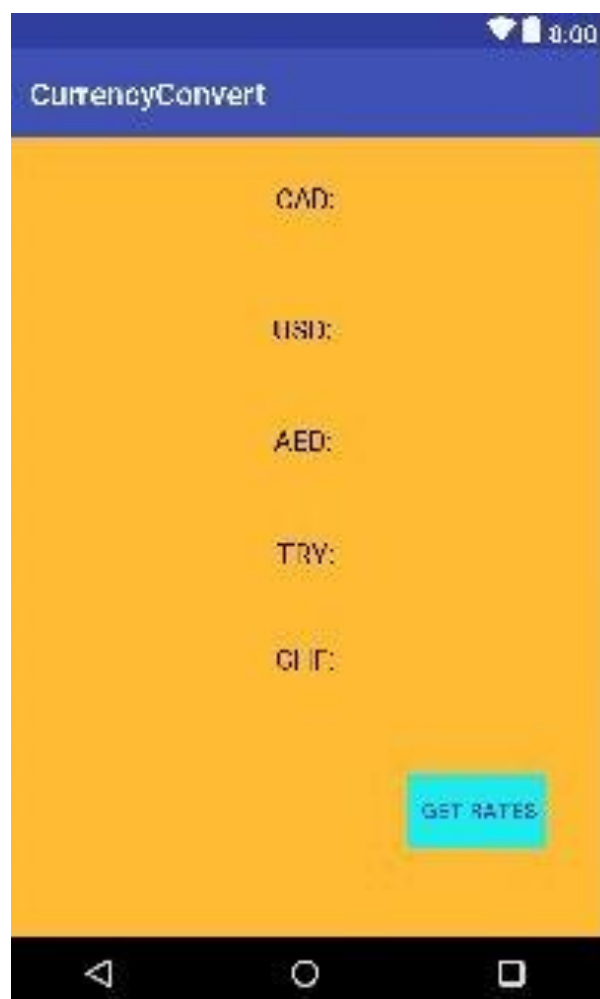 8:00
CurrencyConvert
CAD:
USD:
AED:
TRY:
CHF:
GET RATES